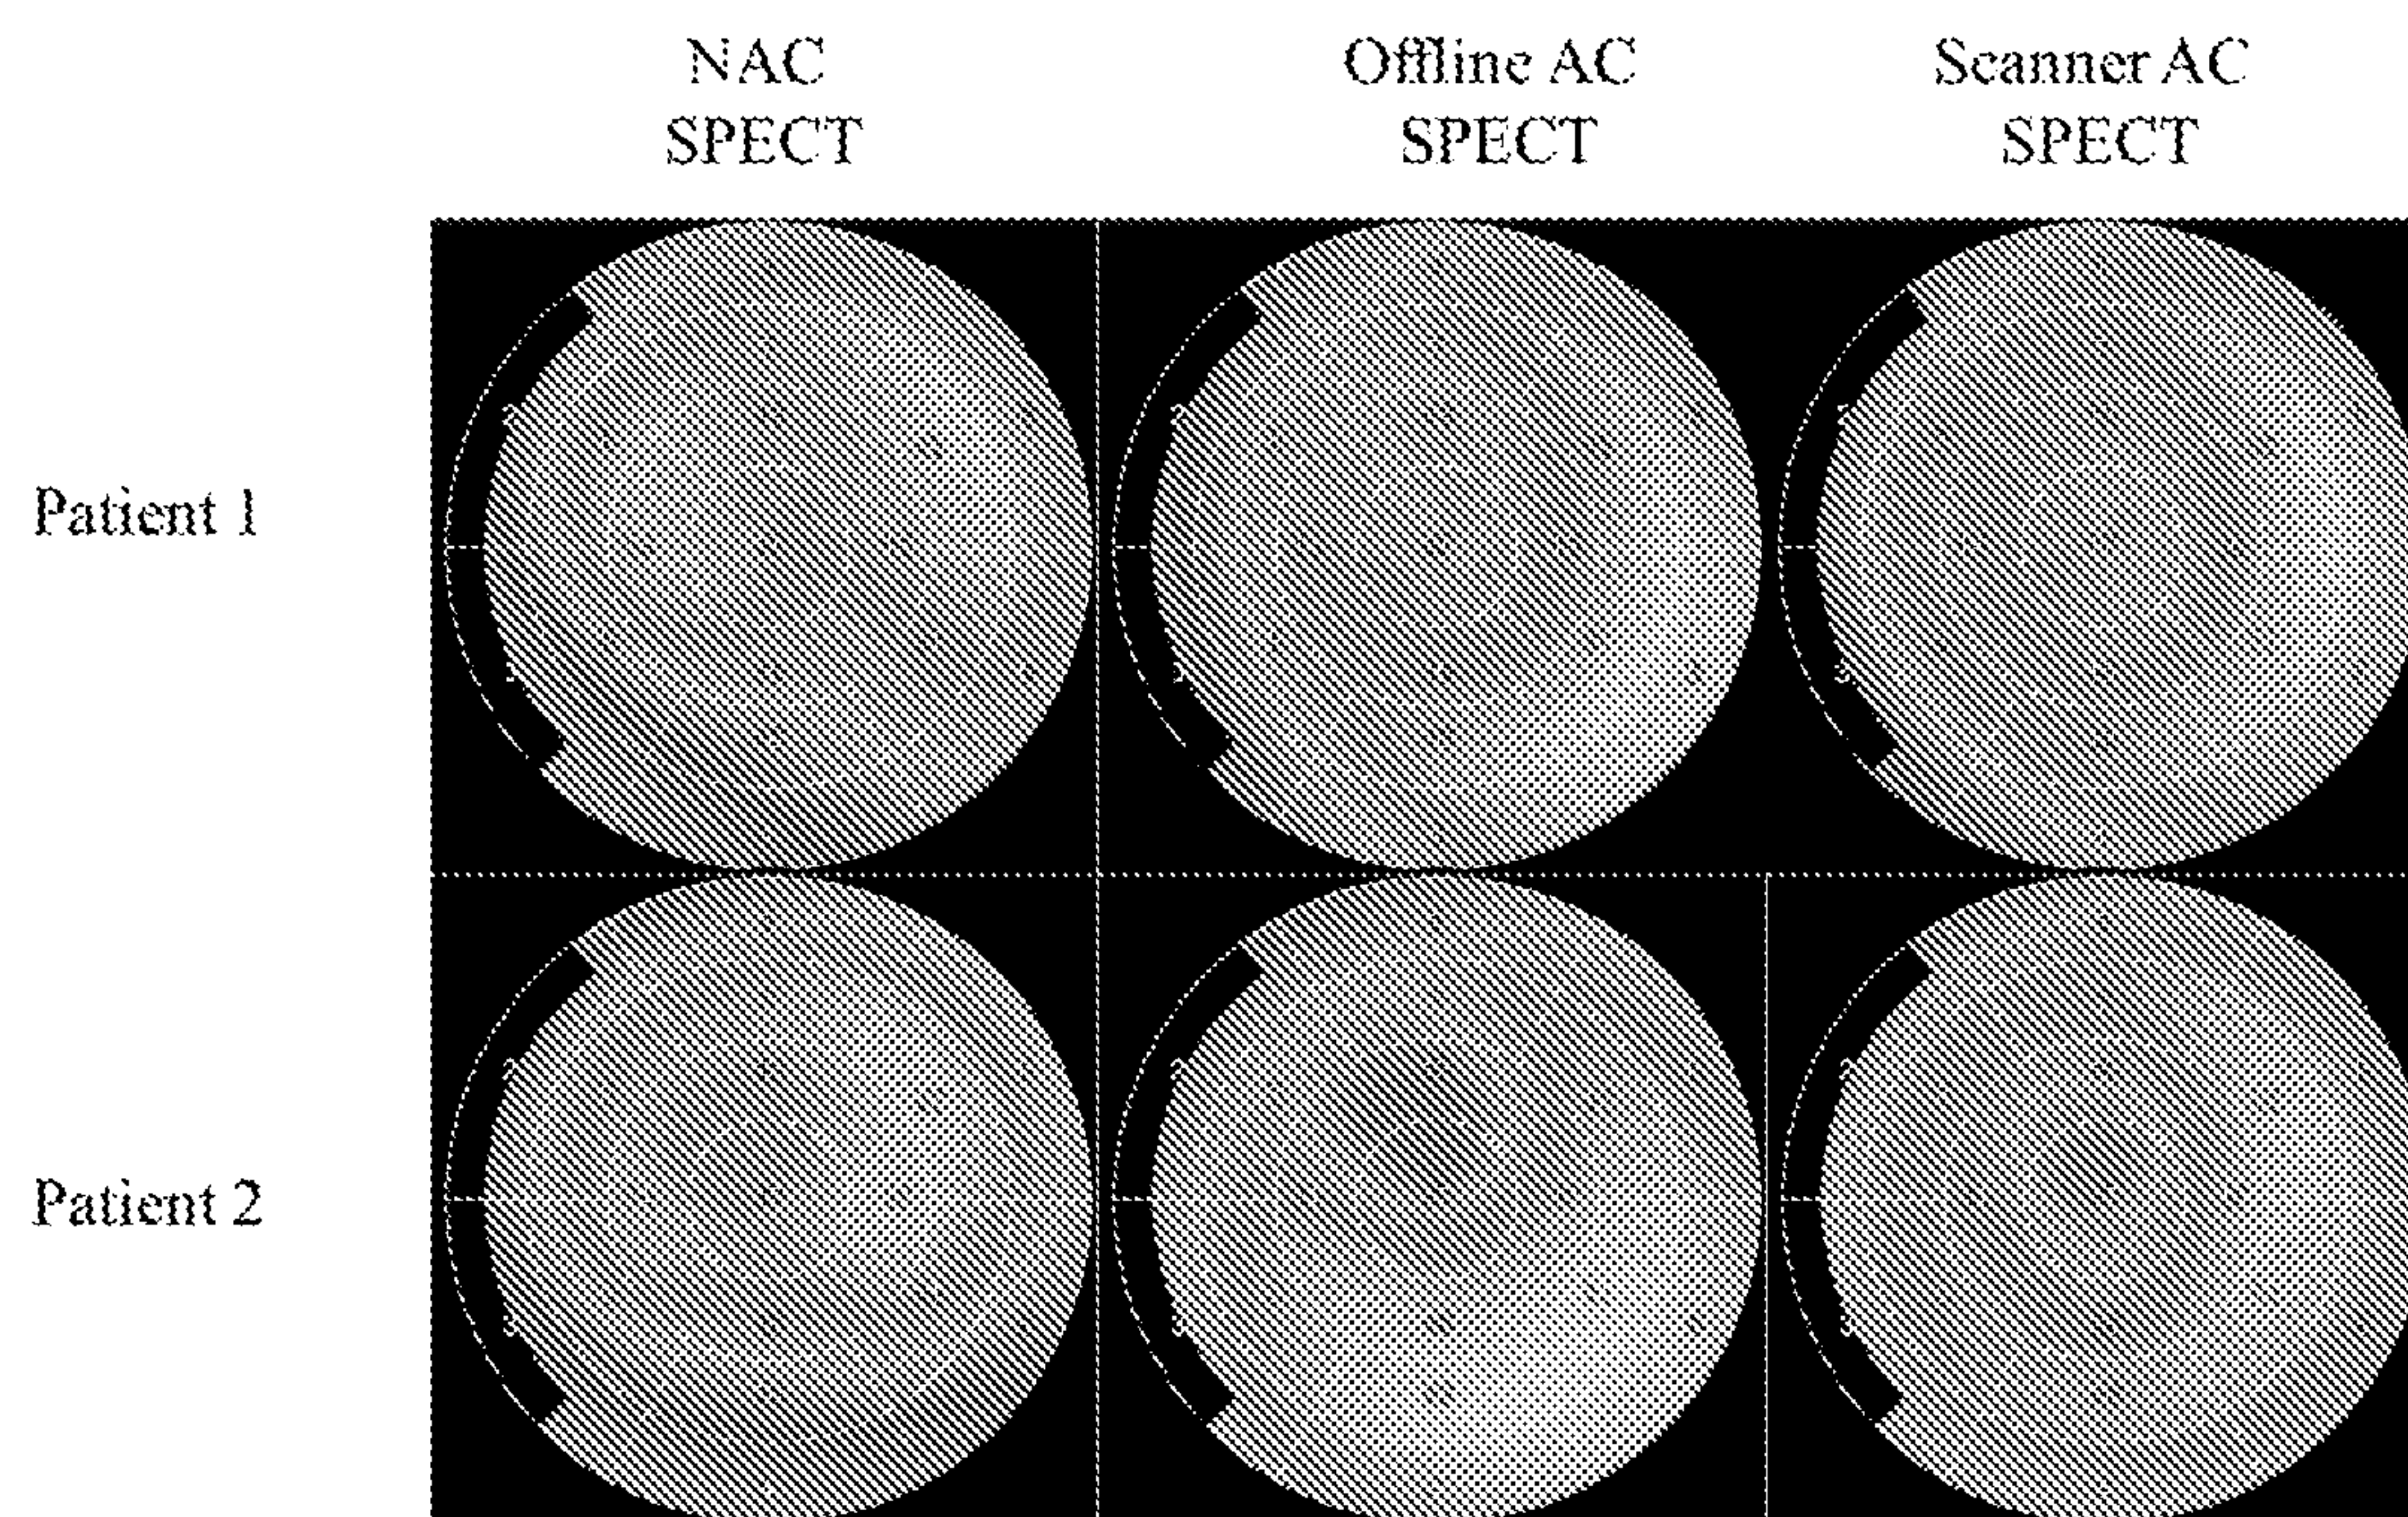 NAC Offline AC Scanner AC
SPECT SPECT SPECT
Patient 1
Patient 2